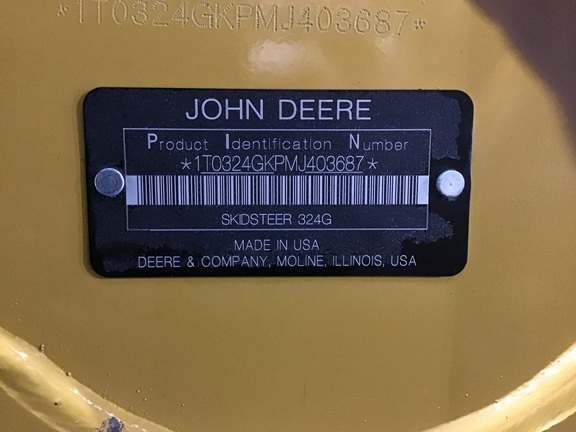 *1T0324GKPMJ403687*
JOHN DEERE
Product Identification Number
*1T0324GKPMJ403687*
SKIDSTEER 324G
MADE IN USA
DEERE & COMPANY, MOLINE, ILLINOIS, USA